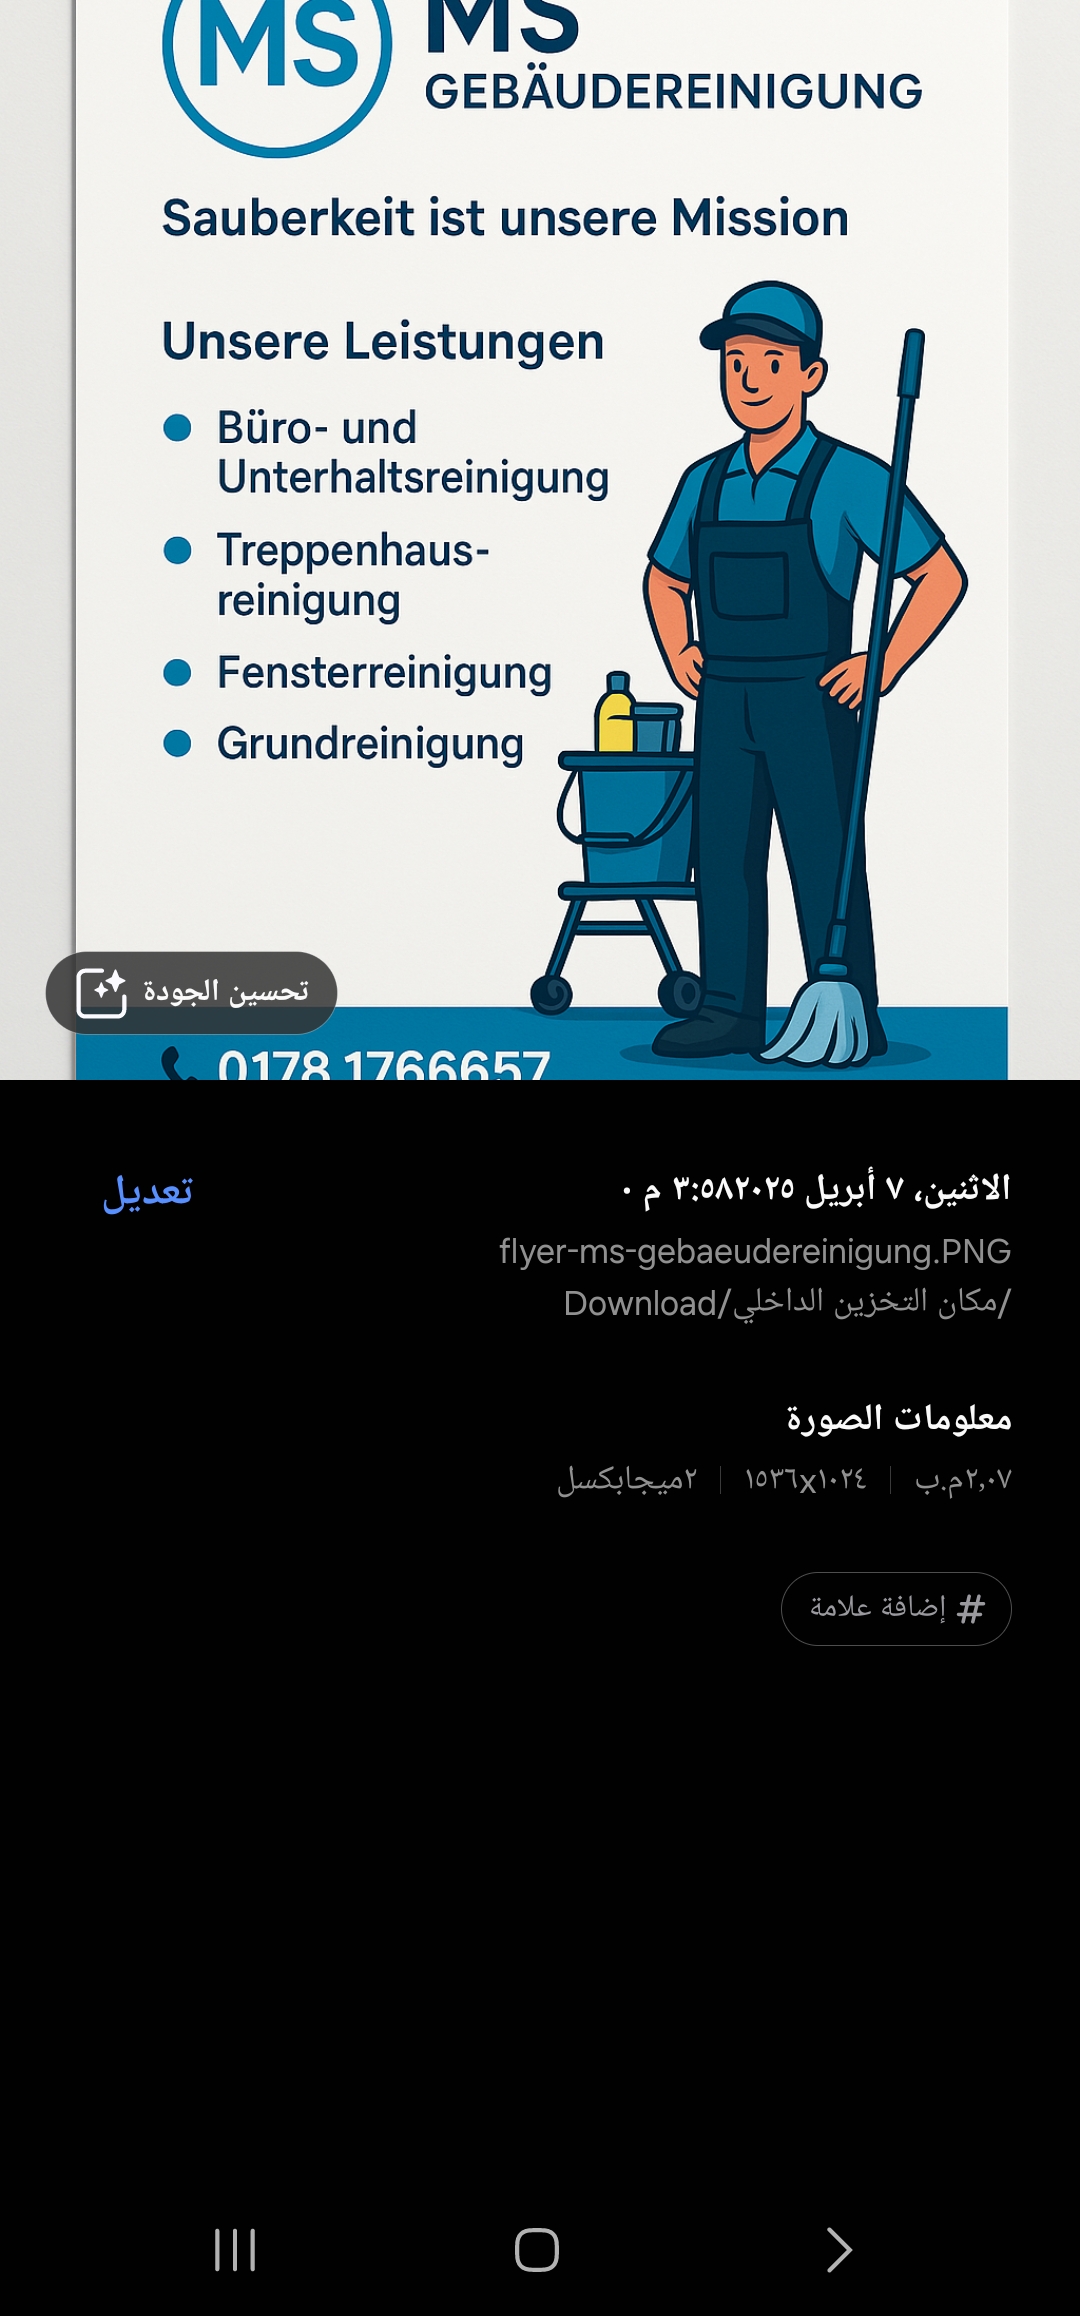 MS
MS
GEBÄUDEREINIGUNG
Sauberkeit ist unsere Mission
Unsere Leistungen
Büro- und
Unterhaltsreinigung
Treppenhaus-
reinigung
Fensterreinigung
Grundreinigung
تحسين الجودة
0178 1766657
الاثنين، ٧ أبريل ٢٠٢٥ • ٣:٥٨ م
تعديل
flyer-ms-gebaeudereinigung.PNG
/مكان التخزين الداخلي/Download
معلومات الصورة
٢,٠٧م.ب ١٠٢٤x١٥٣٦ ٢ميجابكسل
# إضافة علامة